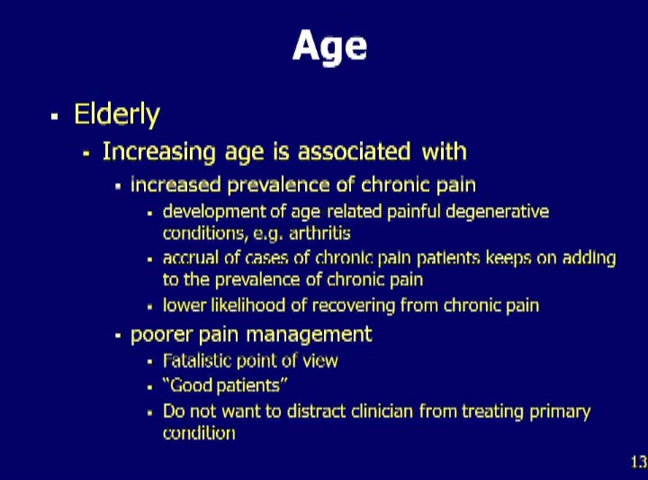 Age
Elderly
Increasing age is associated with
increased prevalence of chronic pain
development of age related painful degenerative
conditions, e.g. arthritis
accrual of cases of chronic pain patients keeps on adding
to the prevalence of chronic pain
lower likelihood of recovering from chronic pain
poorer pain management
Fatalistic point of view
“Good patients”
Do not want to distract clinician from treating primary
condition
13